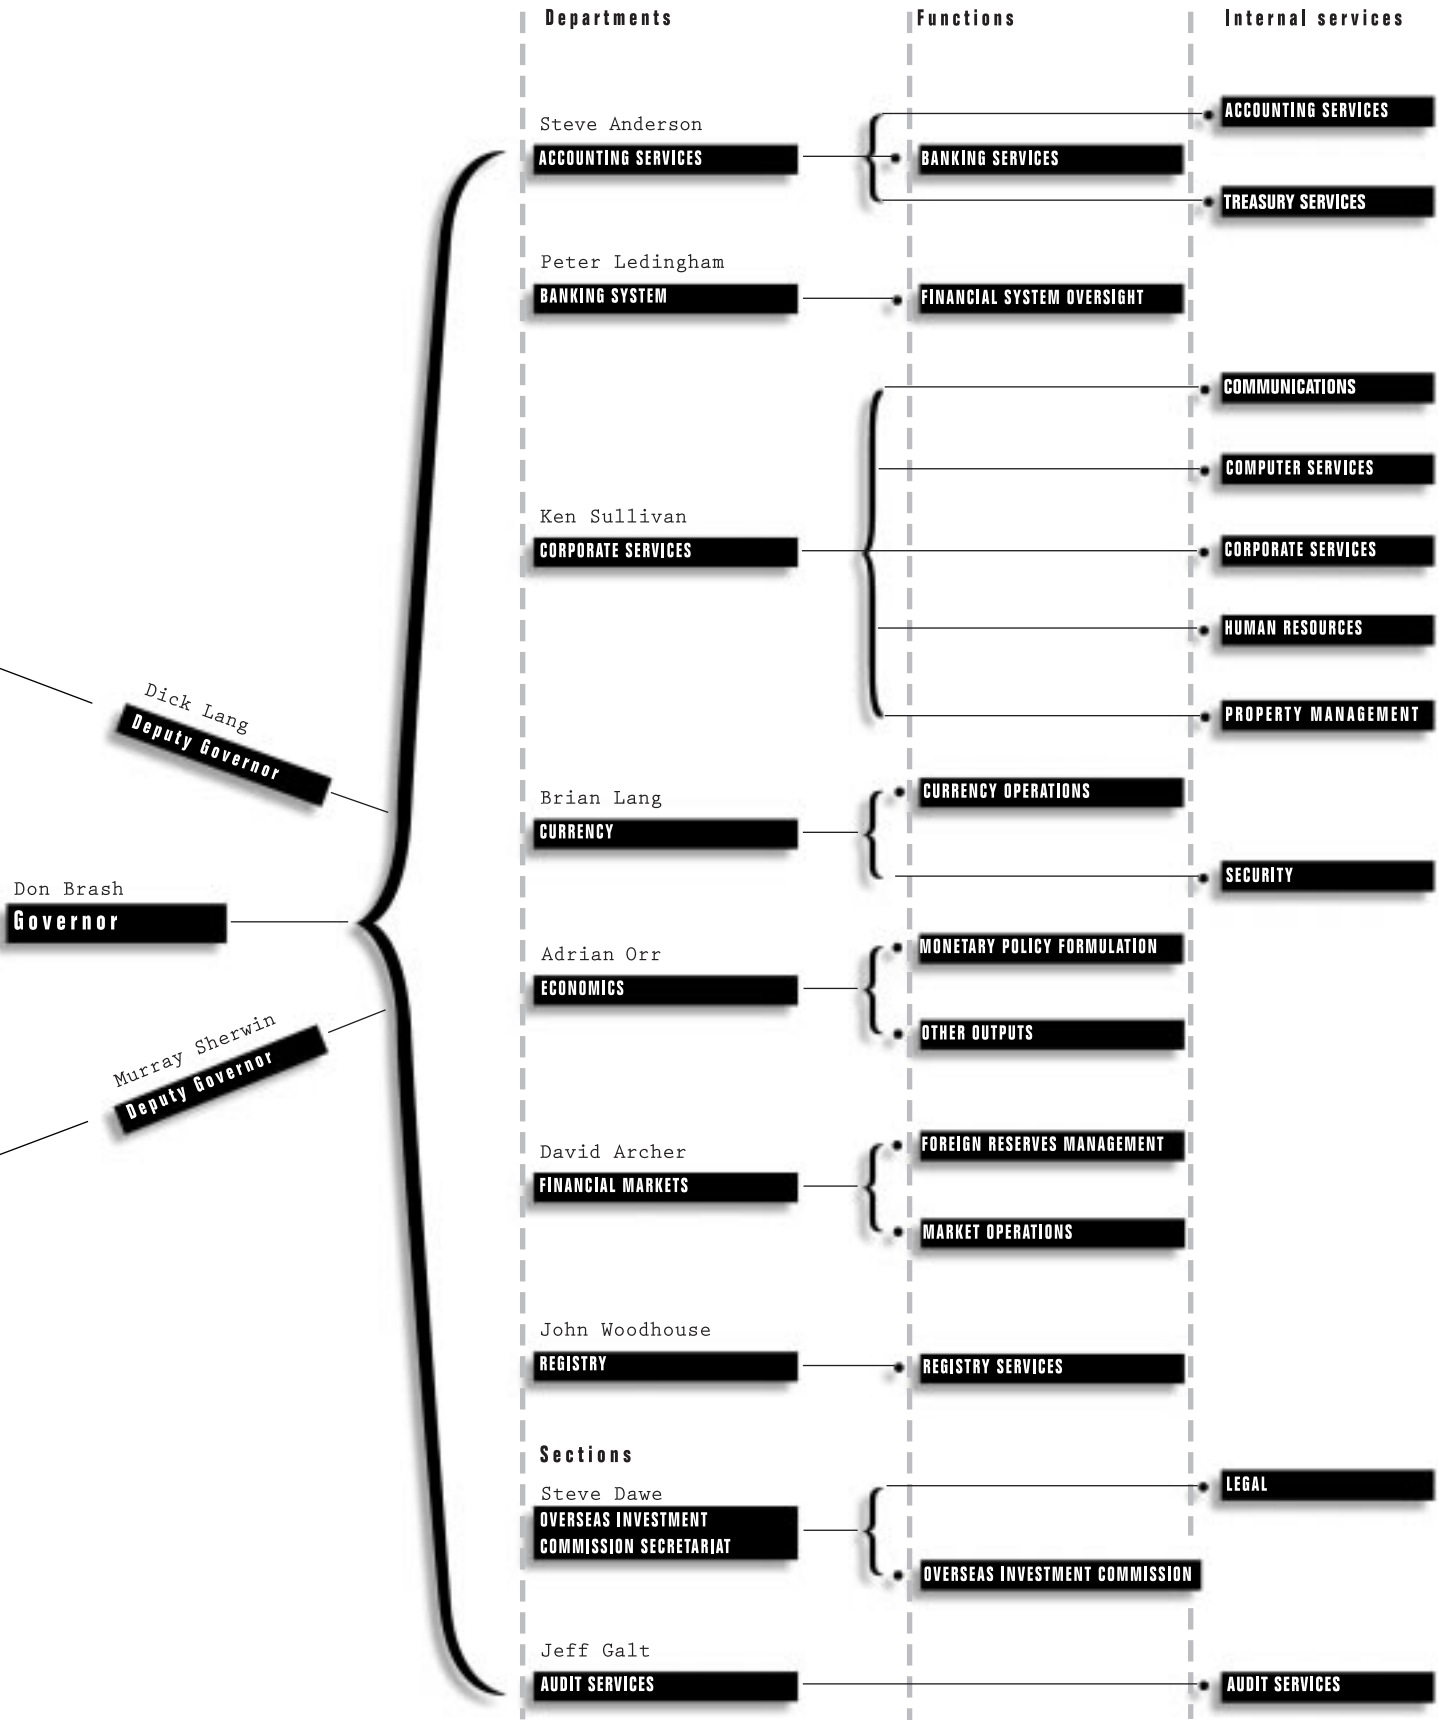 Departments
Functions
Internal services
Steve Anderson
ACCOUNTING SERVICES
BANKING SERVICES
ACCOUNTING SERVICES
TREASURY SERVICES
Peter Ledingham
BANKING SYSTEM
FINANCIAL SYSTEM OVERSIGHT
Ken Sullivan
CORPORATE SERVICES
COMMUNICATIONS
COMPUTER SERVICES
CORPORATE SERVICES
HUMAN RESOURCES
PROPERTY MANAGEMENT
Dick Lang
Deputy Governor
Don Brash
Governor
Murray Sherwin
Deputy Governor
Brian Lang
CURRENCY
CURRENCY OPERATIONS
SECURITY
Adrian Orr
ECONOMICS
MONETARY POLICY FORMULATION
OTHER OUTPUTS
David Archer
FINANCIAL MARKETS
FOREIGN RESERVES MANAGEMENT
MARKET OPERATIONS
John Woodhouse
REGISTRY
REGISTRY SERVICES
Sections
Steve Dawe
OVERSEAS INVESTMENT
COMMISSION SECRETARIAT
LEGAL
OVERSEAS INVESTMENT COMMISSION
Jeff Galt
AUDIT SERVICES
AUDIT SERVICES